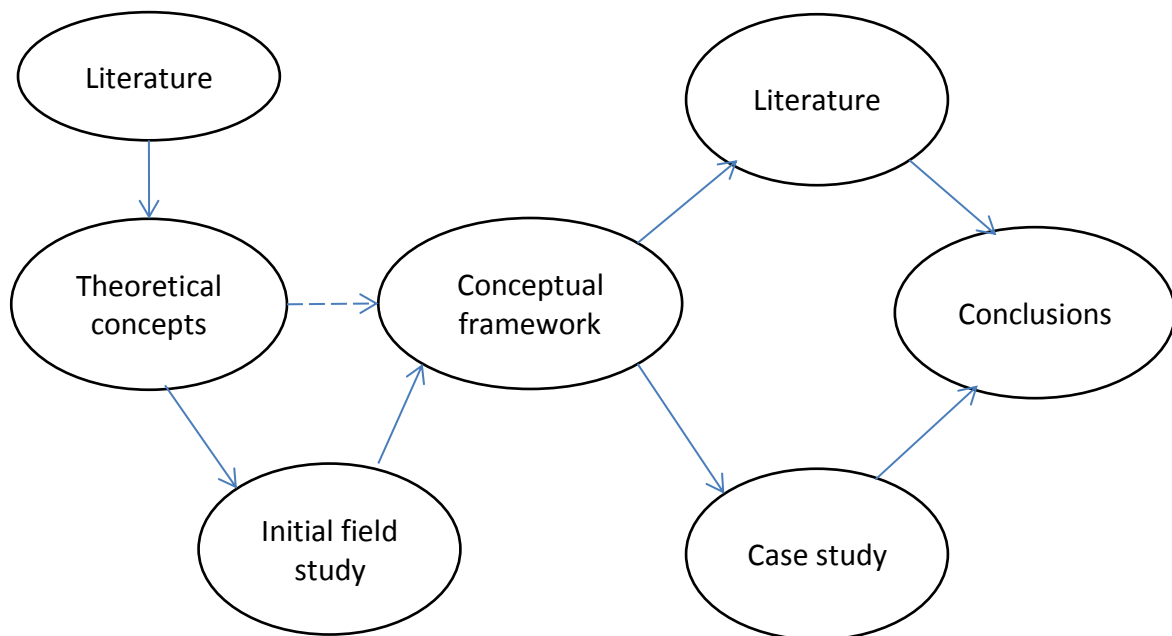 Literature
Theoretical
concepts
Initial field
study
Conceptual
framework
Literature
Case study
Conclusions